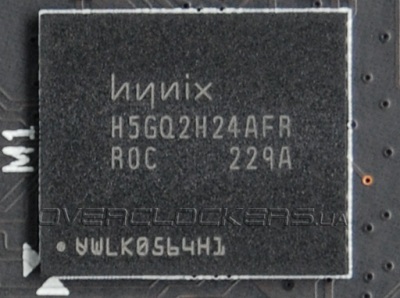 hynix
H5GQ2H24AFR
R0C 229A
M1
OVERCLOCKERS.UA
AWLK0564H1